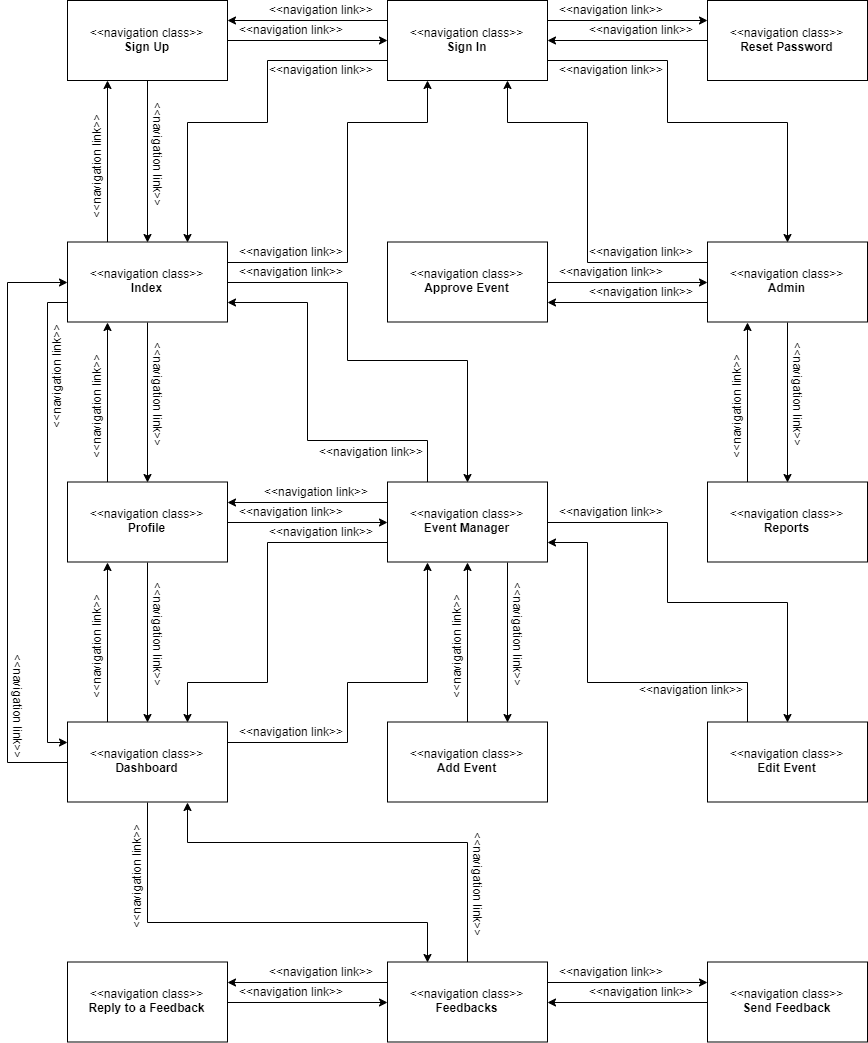 <<navigation link>>
<<navigation link>>
<<navigation class>>
Sign Up
<<navigation link>>
<<navigation class>>
Sign In
<<navigation link>>
<<navigation class>>
Reset Password
<<navigation link>>
<<navigation link>>
<<navigation link>>
<<navigation link>>
<<navigation link>>
<<navigation link>>
<<navigation link>>
<<navigation link>>
<<navigation class>>
Index
<<navigation link>>
<<navigation class>>
Approve Event
<<navigation link>>
<<navigation link>>
<<navigation class>>
Admin
<<navigation link>>
<<navigation link>>
<<navigation link>>
<<navigation link>>
<<navigation link>>
<<navigation link>>
<<navigation link>>
<<navigation class>>
Profile
<<navigation link>>
<<navigation link>>
<<navigation link>>
<<navigation class>>
Event Manager
<<navigation link>>
<<navigation class>>
Reports
<<navigation link>>
<<navigation link>>
<<navigation link>>
<<navigation link>>
<<navigation link>>
<<navigation link>>
<<navigation link>>
<<navigation class>>
Dashboard
<<navigation class>>
Add Event
<<navigation class>>
Edit Event
<<navigation link>>
<<navigation link>>
<<navigation class>>
Reply to a Feedback
<<navigation link>>
<<navigation link>>
<<navigation class>>
Feedbacks
<<navigation link>>
<<navigation link>>
<<navigation class>>
Send Feedback